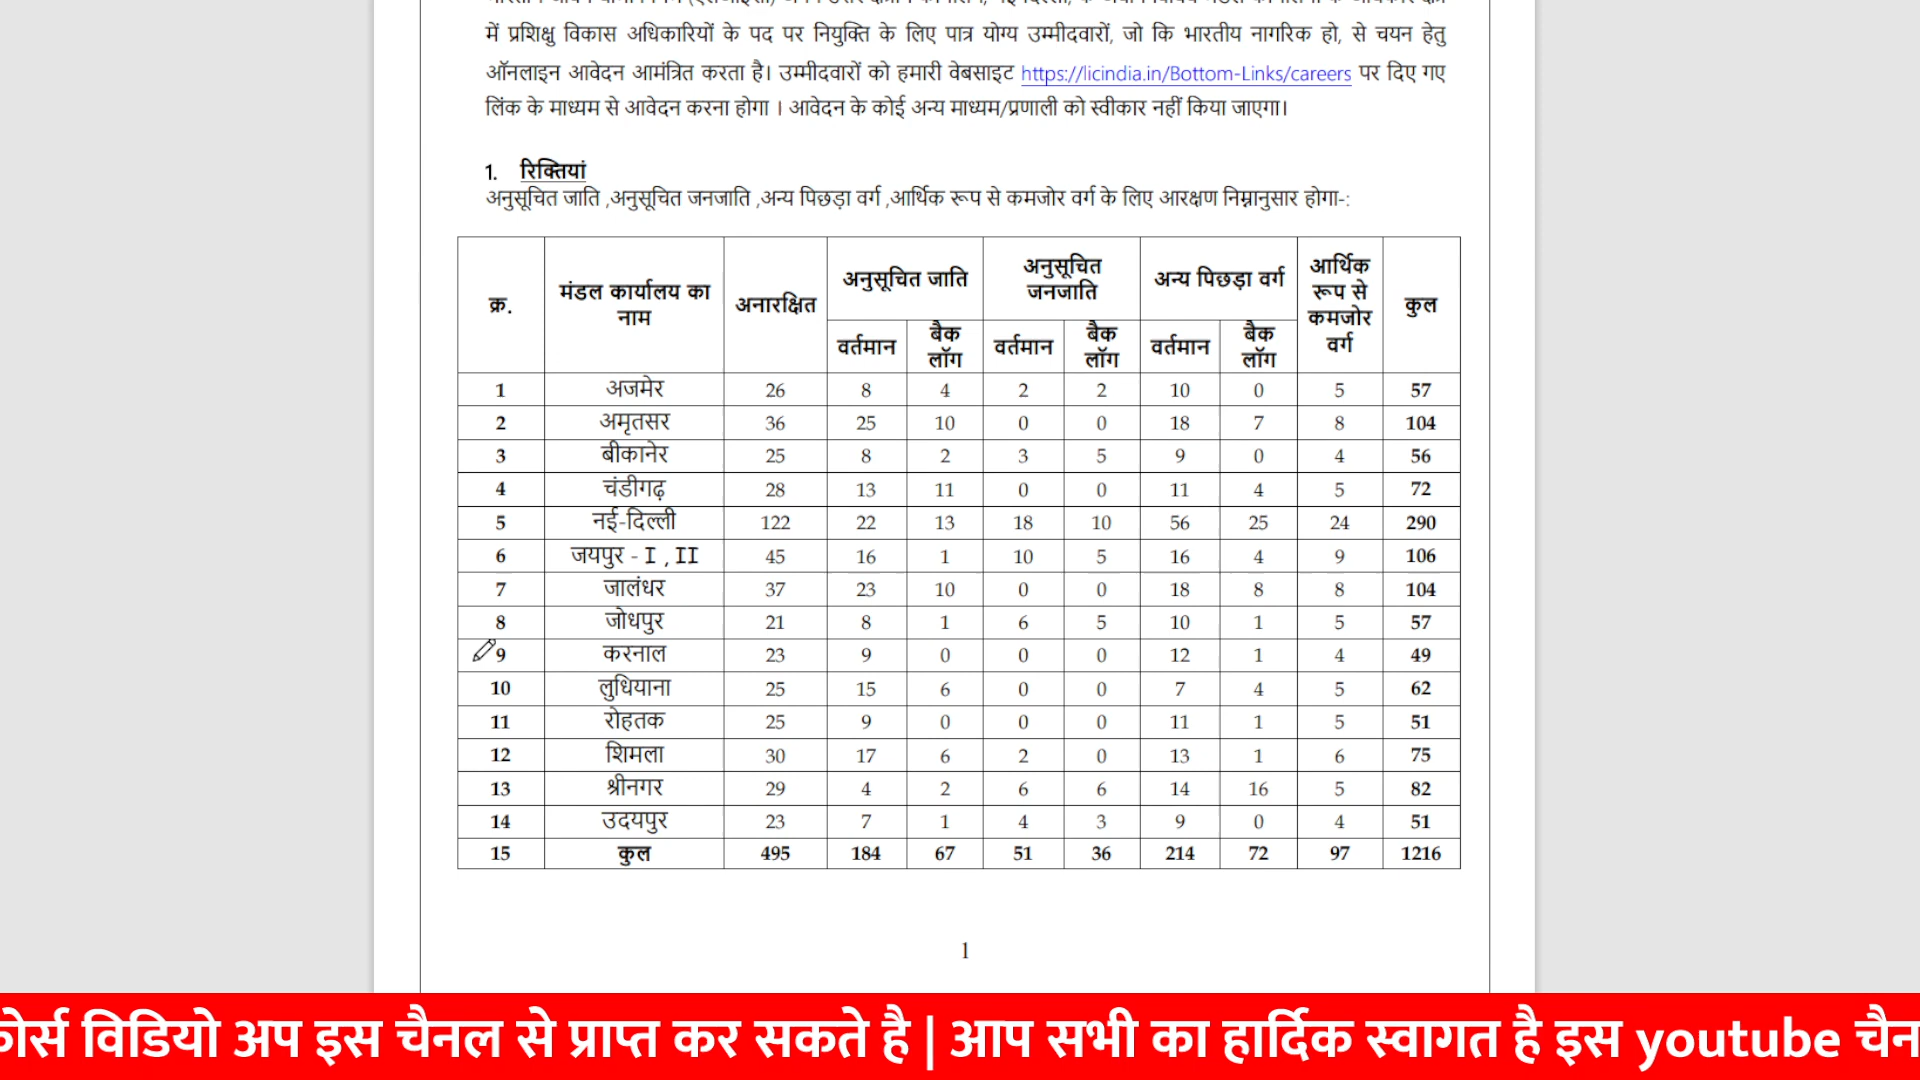 में प्रशिक्षु विकास अधिकारियों के पद पर नियुक्ति के लिए पात्र योग्य उम्मीदवारों, जो कि भारतीय नागरिक हो, से चयन हेतु
ऑनलाइन आवेदन आमंत्रित करता है। उम्मीदवारों को हमारी वेबसाइट https://licindia.in/Bottom-Links/careers पर दिए गए
लिंक के माध्यम से आवेदन करना होगा । आवेदन के कोई अन्य माध्यम/प्रणाली को स्वीकार नहीं किया जाएगा।
1. रिक्तियां
अनुसूचित जाति ,अनुसूचित जनजाति ,अन्य पिछड़ा वर्ग ,आर्थिक रूप से कमजोर वर्ग के लिए आरक्षण निम्नानुसार होगा-:
क्र. मंडल कार्यालय का नाम अनारक्षित अनुसूचित जाति अनुसूचित जनजाति अन्य पिछड़ा वर्ग आर्थिक रूप से कमजोर वर्ग कुल
वर्तमान बैक लॉग वर्तमान बैक लॉग वर्तमान बैक लॉग
1 अजमेर 26 8 4 2 2 10 0 5 57
2 अमृतसर 36 25 10 0 0 18 7 8 104
3 बीकानेर 25 8 2 3 5 9 0 4 56
4 चंडीगढ़ 28 13 11 0 0 11 4 5 72
5 नई-दिल्ली 122 22 13 18 10 56 25 24 290
6 जयपुर - I , II 45 16 1 10 5 16 4 9 106
7 जालंधर 37 23 10 0 0 18 8 8 104
8 जोधपुर 21 8 1 6 5 10 1 5 57
9 करनाल 23 9 0 0 0 12 1 4 49
10 लुधियाना 25 15 6 0 0 7 4 5 62
11 रोहतक 25 9 0 0 0 11 1 5 51
12 शिमला 30 17 6 2 0 13 1 6 75
13 श्रीनगर 29 4 2 6 6 14 16 5 82
14 उदयपुर 23 7 1 4 3 9 0 4 51
15 कुल 495 184 67 51 36 214 72 97 1216
1
विडियो अप इस चैनल से प्राप्त कर सकते है | आप सभी का हार्दिक स्वागत है इस youtube